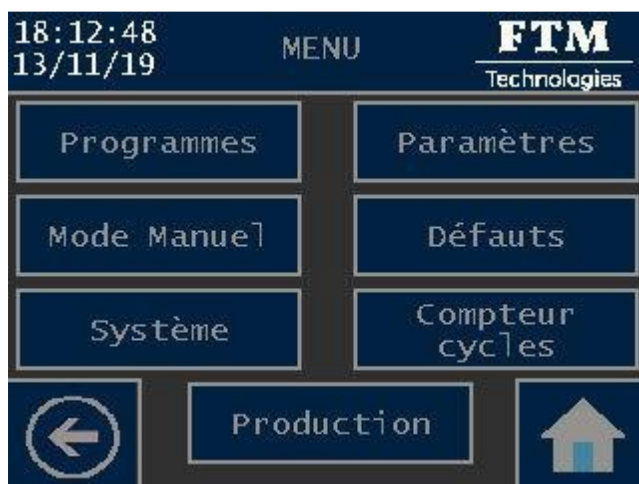 18:12:48
13/11/19
MENU
FTM
Technologies
Programmes
Paramètres
Mode Manuel
Défauts
Système
Compteur
cycles
Production